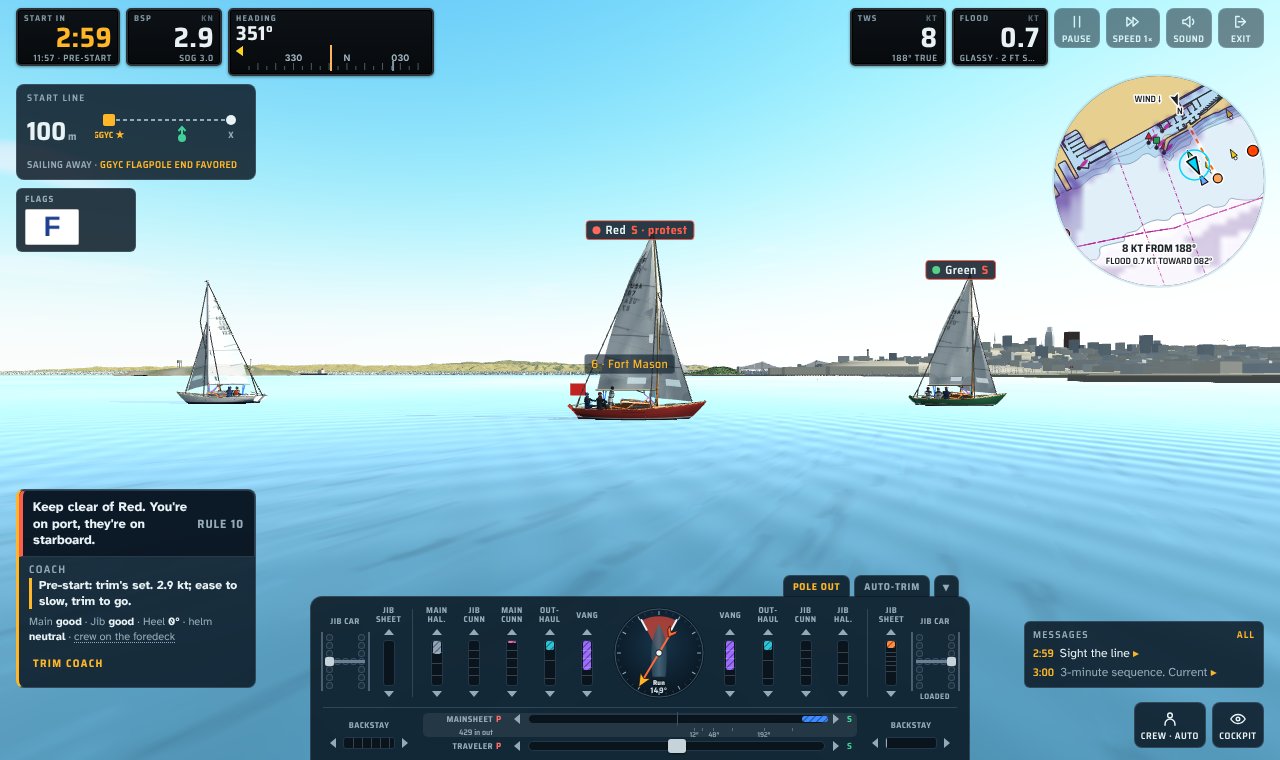 START IN
2:59
11:57 · PRE-START
BSP KN
2.9
SOG 3.0
HEADING
351°
330 N 030
TWS KT
8
188° TRUE
FLOOD KT
0.7
GLASSY · 2 FT S…
PAUSE
SPEED 1×
SOUND
EXIT
START LINE
100 m
GGYC ★ X
SAILING AWAY · GGYC FLAGPOLE END FAVORED
FLAGS
F
WIND
N
8 KT FROM 188°
FLOOD 0.7 KT TOWARD 082°
Red S · protest
Green S
6 · Fort Mason
Keep clear of Red. You're
on port, they're on
starboard.
RULE 10
COACH
Pre-start: trim's set. 2.9 kt; ease to
slow, trim to go.
Main good · Jib good · Heel 0° · helm
neutral · crew on the foredeck
TRIM COACH
POLE OUT
AUTO-TRIM
JIB CAR
JIB SHEET
MAIN HAL.
JIB CUNN
MAIN CUNN
OUT-HAUL
VANG
Run
149°
VANG
OUT-HAUL
JIB CUNN
JIB HAL.
JIB SHEET
JIB CAR
LOADED
BACKSTAY
MAINSHEET P
S
429 in out
12° 48° 192°
TRAVELER P
S
BACKSTAY
MESSAGES ALL
2:59 Sight the line
3:00 3-minute sequence. Current
CREW · AUTO
COCKPIT